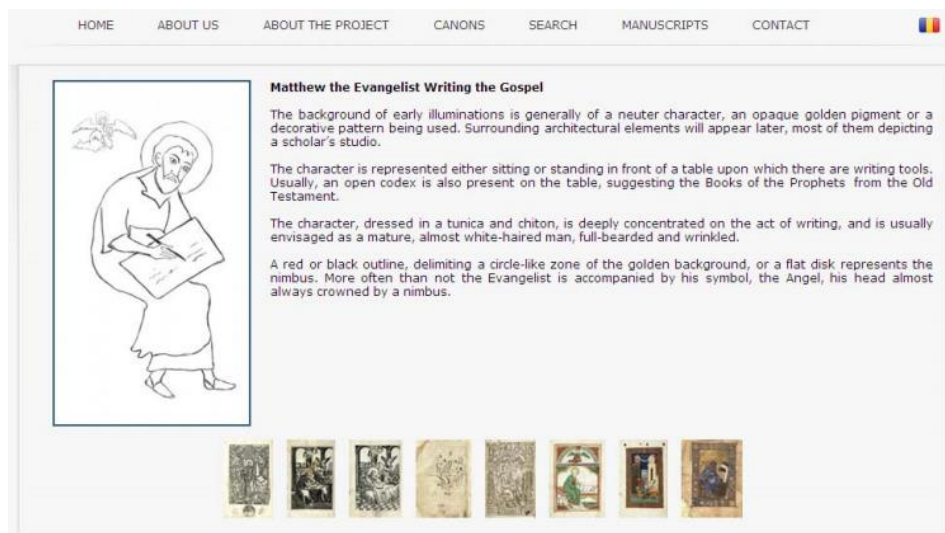 HOME ABOUT US ABOUT THE PROJECT CANONS SEARCH MANUSCRIPTS CONTACT
Matthew the Evangelist Writing the Gospel
The background of early illuminations is generally of a neuter character, an opaque golden pigment or a
decorative pattern being used. Surrounding architectural elements will appear later, most of them depicting
a scholar's studio.
The character is represented either sitting or standing in front of a table upon which there are writing tools.
Usually, an open codex is also present on the table, suggesting the Books of the Prophets from the Old
Testament.
The character, dressed in a tunica and chiton, is deeply concentrated on the act of writing, and is usually
envisaged as a mature, almost white-haired man, full-bearded and wrinkled.
A red or black outline, delimiting a circle-like zone of the golden background, or a flat disk represents the
nimbus. More often than not the Evangelist is accompanied by his symbol, the Angel, his head almost
always crowned by a nimbus.